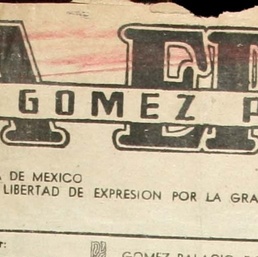 GOMEZ P
A DE MEXICO
LIBERTAD DE EXPRESION POR LA GRA
r:
GOMEZ PALACIO